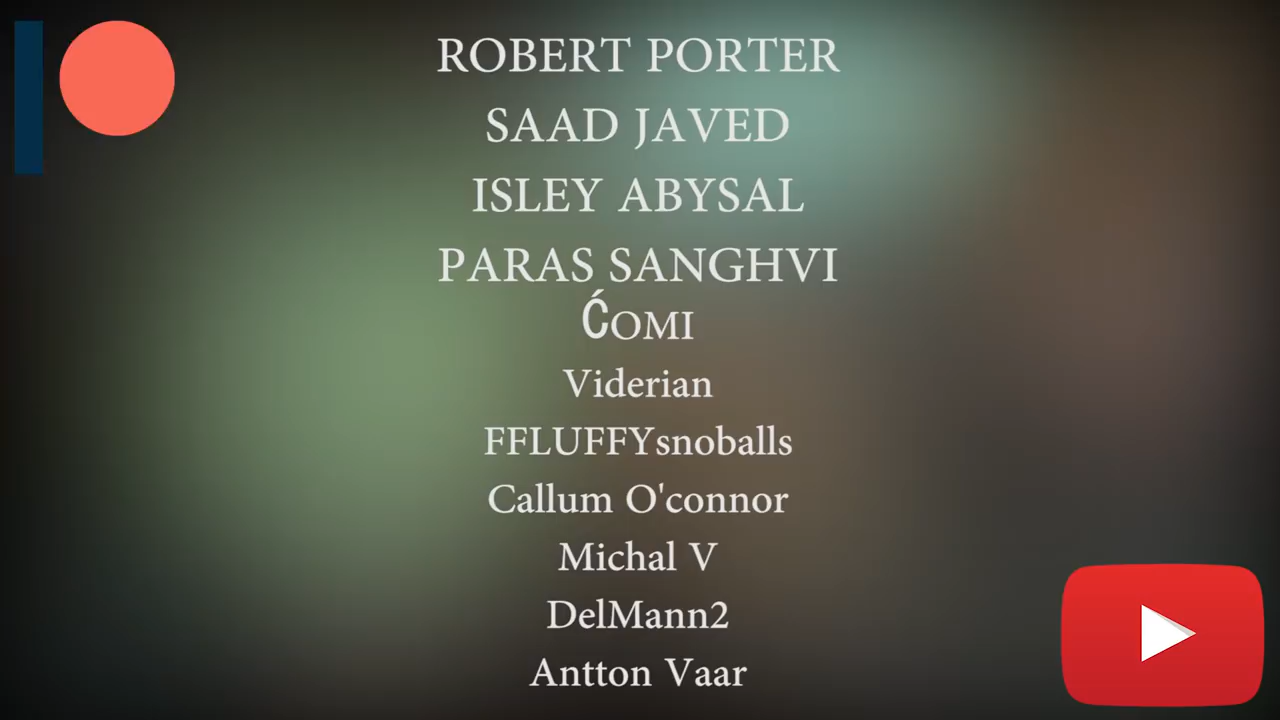 ROBERT PORTER
SAAD JAVED
ISLEY ABYSAL
PARAS SANGHVI
ĆOMI
Viderian
FFLUFFYsnoballs
Callum O'connor
Michal V
DelMann2
Antton Vaar